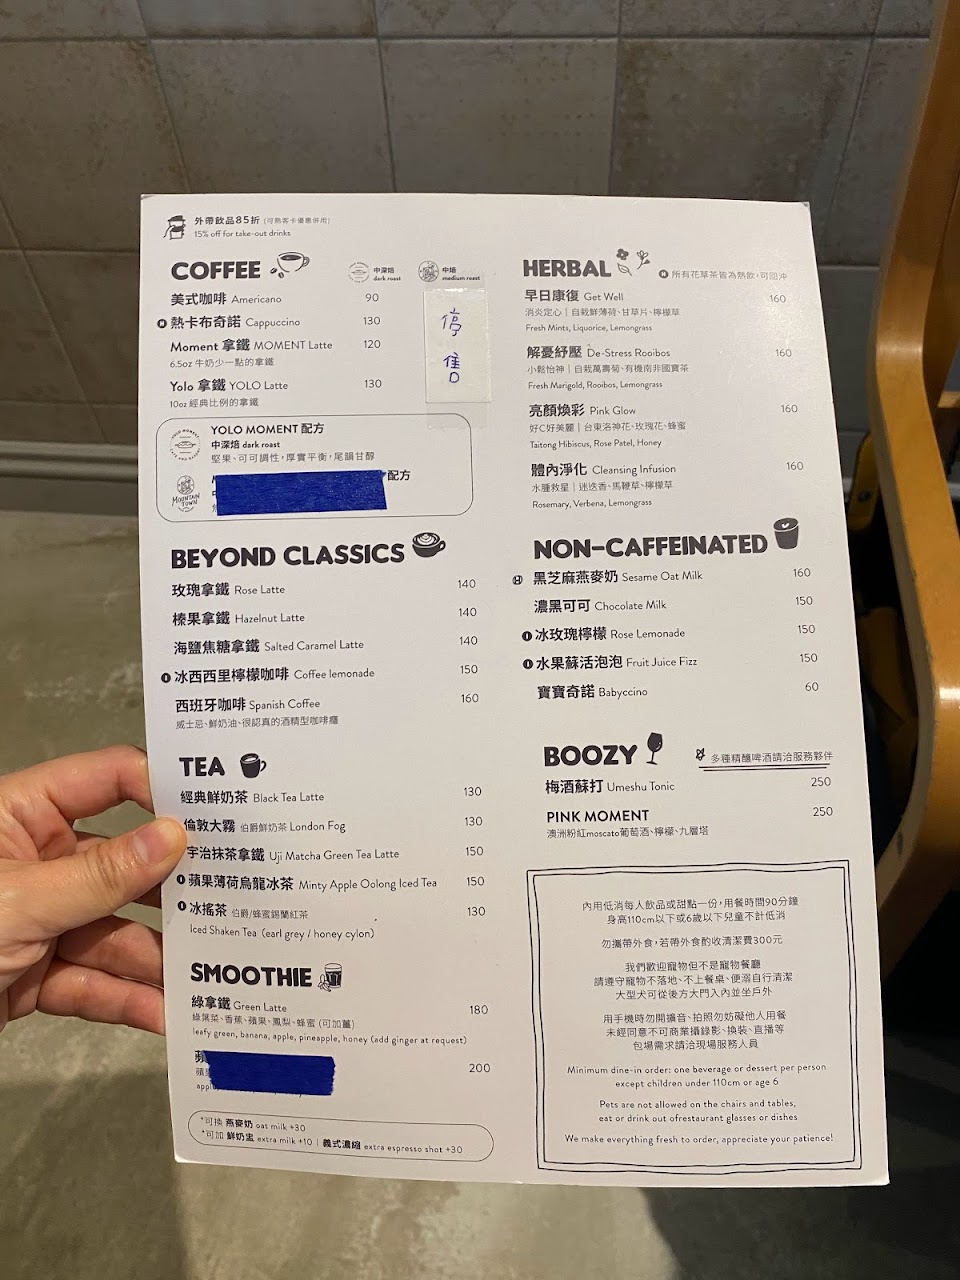 外帶飲品85折 (可熟客卡優惠併用)
15% off for take-out drinks
COFFEE
中深焙
dark roast
中焙
medium roast
美式咖啡 Americano 90
H 熱卡布奇諾 Cappuccino 130
Moment 拿鐵 MOMENT Latte 120
6.5oz 牛奶少一點的拿鐵
Yolo 拿鐵 YOLO Latte 130
10oz 經典比例的拿鐵
停售
YOLO MOMENT 配方
中深焙 dark roast
堅果、可可調性，厚實平衡，尾韻甘醇
MOUNTAIN TOWN
配方
BEYOND CLASSICS
玫瑰拿鐵 Rose Latte 140
榛果拿鐵 Hazelnut Latte 140
海鹽焦糖拿鐵 Salted Caramel Latte 140
I 冰西西里檸檬咖啡 Coffee lemonade 150
西班牙咖啡 Spanish Coffee 160
威士忌、鮮奶油、很認真的酒精型咖啡癮
TEA
經典鮮奶茶 Black Tea Latte 130
倫敦大霧 伯爵鮮奶茶 London Fog 130
宇治抹茶拿鐵 Uji Matcha Green Tea Latte 150
I 蘋果薄荷烏龍冰茶 Minty Apple Oolong Iced Tea 150
I 冰搖茶 伯爵/蜂蜜錫蘭紅茶 130
Iced Shaken Tea (earl grey / honey cylon)
SMOOTHIE
綠拿鐵 Green Latte 180
綠葉菜、香蕉、蘋果、鳳梨、蜂蜜 (可加薑)
leafy green, banana, apple, pineapple, honey (add ginger at request)
蘋 200
*可換 燕麥奶 oat milk +30
*可加 鮮奶盅 extra milk +10 | 義式濃縮 extra espresso shot +30
HERBAL
H 所有花草茶皆為熱飲，可回沖
早日康復 Get Well 160
消炎定心｜自栽鮮薄荷、甘草片、檸檬草
Fresh Mints, Liquorice, Lemongrass
解憂紓壓 De-Stress Rooibos 160
小鬆怡神｜自栽萬壽菊、有機南非國寶茶
Fresh Marigold, Rooibos, Lemongrass
亮顏煥彩 Pink Glow 160
好C好美麗｜台東洛神花、玫瑰花、蜂蜜
Taitong Hibiscus, Rose Patel, Honey
體內淨化 Cleansing Infusion 160
水腫救星｜迷迭香、馬鞭草、檸檬草
Rosemary, Verbena, Lemongrass
NON-CAFFEINATED
H 黑芝麻燕麥奶 Sesame Oat Milk 160
濃黑可可 Chocolate Milk 150
I 冰玫瑰檸檬 Rose Lemonade 150
I 水果蘇活泡泡 Fruit Juice Fizz 150
寶寶奇諾 Babyccino 60
BOOZY
多種精釀啤酒請洽服務夥伴
梅酒蘇打 Umeshu Tonic 250
PINK MOMENT 250
澳洲粉紅moscato葡萄酒、檸檬、九層塔
內用低消每人飲品或甜點一份，用餐時間90分鐘
身高110cm以下或6歲以下兒童不計低消
勿攜帶外食，若帶外食酌收清潔費300元
我們歡迎寵物但不是寵物餐廳
請遵守寵物不落地、不上餐桌、便溺自行清潔
大型犬可從後方大門入內並坐戶外
用手機時勿開擴音、拍照勿妨礙他人用餐
未經同意不可商業攝錄影、換裝、直播等
包場需求請洽現場服務人員
Minimum dine-in order: one beverage or dessert per person
except children under 110cm or age 6
Pets are not allowed on the chairs and tables,
eat or drink out ofrestaurant glasses or dishes
We make everything fresh to order, appreciate your patience!